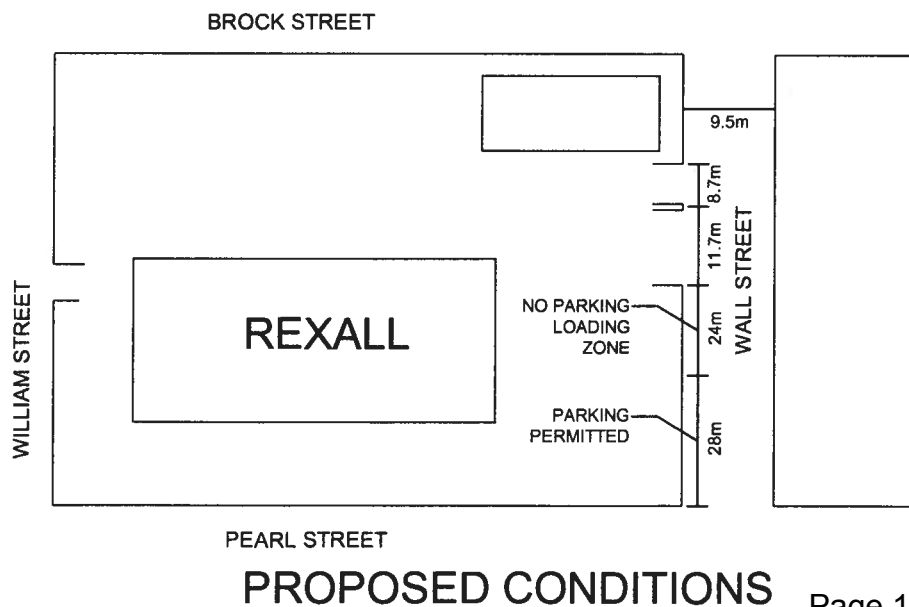 BROCK STREET
9.5m
8.7m
11.7m
WALL STREET
NO PARKING
LOADING
ZONE
24m
REXALL
WILLIAM STREET
PARKING
PERMITTED
28m
PEARL STREET
PROPOSED CONDITIONS
Page 1